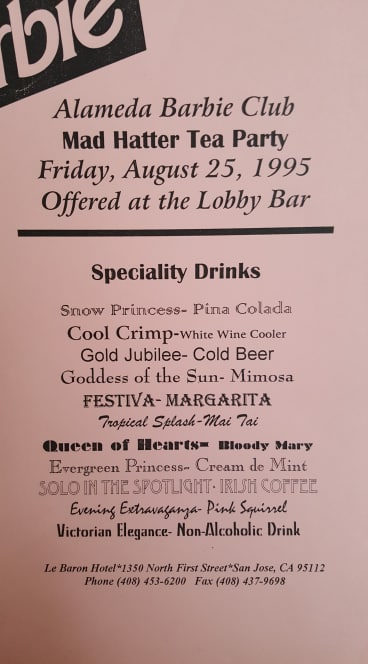 rbie
Alameda Barbie Club
Mad Hatter Tea Party
Friday, August 25, 1995
Offered at the Lobby Bar
Speciality Drinks
Snow Princess- Pina Colada
Cool Crimp-White Wine Cooler
Gold Jubilee- Cold Beer
Goddess of the Sun- Mimosa
FESTIVA- MARGARITA
Tropical Splash-Mai Tai
Queen of Hearts- Bloody Mary
Evergreen Princess- Cream de Mint
SOLO IN THE SPOTLIGHT- IRISH COFFEE
Evening Extravaganza- Pink Squirrel
Victorian Elegance- Non-Alcoholic Drink
Le Baron Hotel*1350 North First Street*San Jose, CA 95112
Phone (408) 453-6200 Fax (408) 437-9698